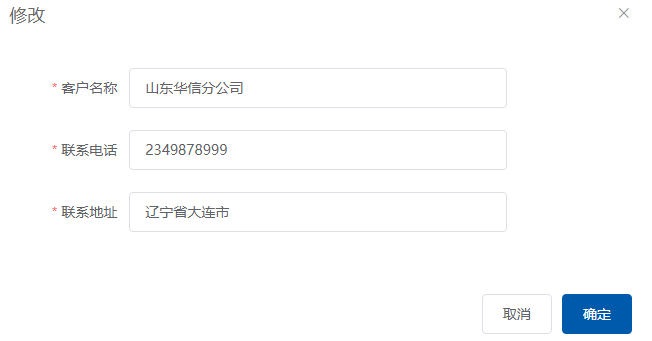 修改
* 客户名称 山东华信分公司
* 联系电话 2349878999
* 联系地址 辽宁省大连市
取消 确定